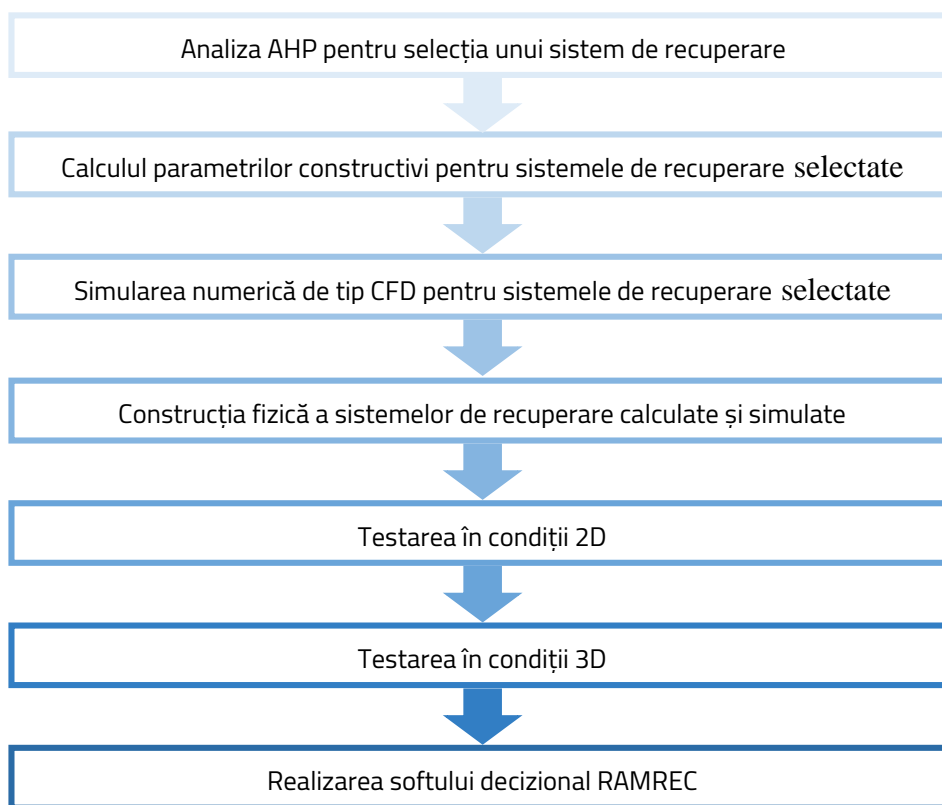 Analiza AHP pentru selecția unui sistem de recuperare
Calculul parametrilor constructivi pentru sistemele de recuperare selectate
Simularea numerică de tip CFD pentru sistemele de recuperare selectate
Construcția fizică a sistemelor de recuperare calculate și simulate
Testarea în condiții 2D
Testarea în condiții 3D
Realizarea softului decizional RAMREC